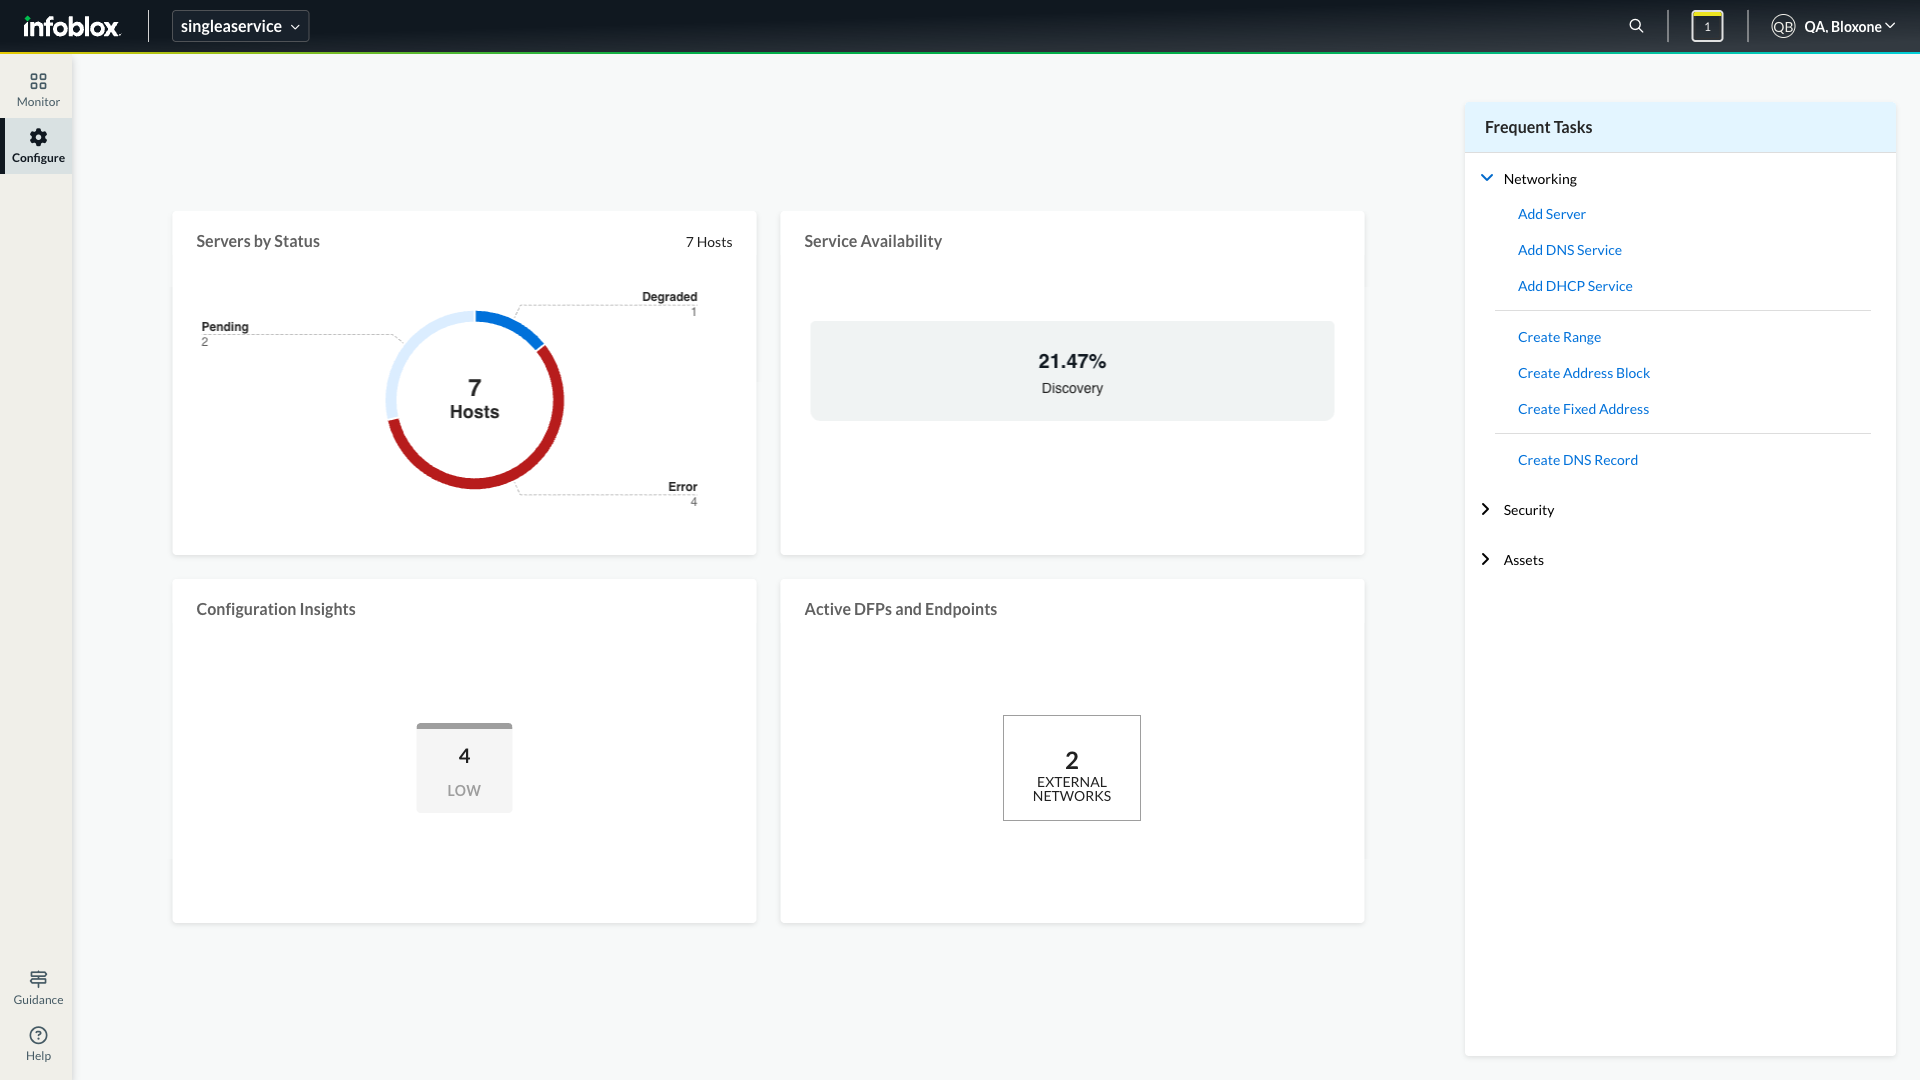 infoblox.
singleaservice
1
QB
QA, Bloxone
Monitor
Configure
Guidance
Help
Servers by Status
7 Hosts
Degraded
1
Pending
2
7
Hosts
Error
4
Service Availability
21.47%
Discovery
Configuration Insights
4
LOW
Active DFPs and Endpoints
2
EXTERNAL
NETWORKS
Frequent Tasks
Networking
Add Server
Add DNS Service
Add DHCP Service
Create Range
Create Address Block
Create Fixed Address
Create DNS Record
Security
Assets